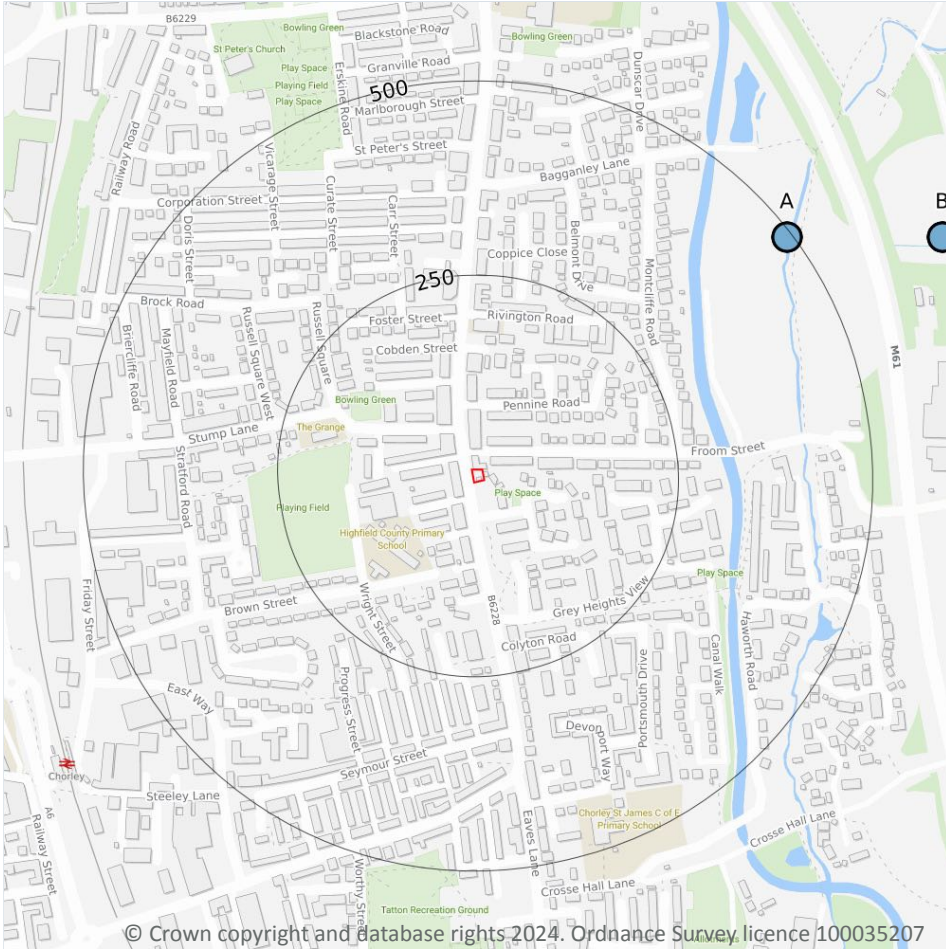 B6229
Bowling Green
Blackstone Road
Bowling Green
St Peter's Church
Play Space
Playing Field
Play Space
Erskine Road
Granville Road
500
Marlborough Street
Dunscar Drive
St Peter's Street
Railway Road
Vicarage Street
Bagganley Lane
Corporation Street
Curate Street
Carr Street
A
B
Doris Street
Belmont Drive
Coppice Close
Montcliffe Road
250
Brock Road
Foster Street
Rivington Road
Russell Square West
Russell Square
Mayfield Road
Briercliffe Road
Cobden Street
M61
Pennine Road
Bowling Green
Stump Lane
The Grange
Froom Street
Stratford Road
Play Space
Playing Field
Highfield County Primary
School
Play Space
Friday Street
Wright Street
Brown Street
B6228
Grey Heights View
Colyton Road
Haworth Road
Canal Walk
Portsmouth Drive
Progress Street
East Way
Devonport Way
Seymour Street
Chorley
Steeley Lane
A6
Railway Street
Eaves Lane
Chorley St James C of E
Primary School
Crosse Hall Lane
Worthy Street
Crosse Hall Lane
Tatton Recreation Ground
© Crown copyright and database rights 2024. Ordnance Survey licence 100035207